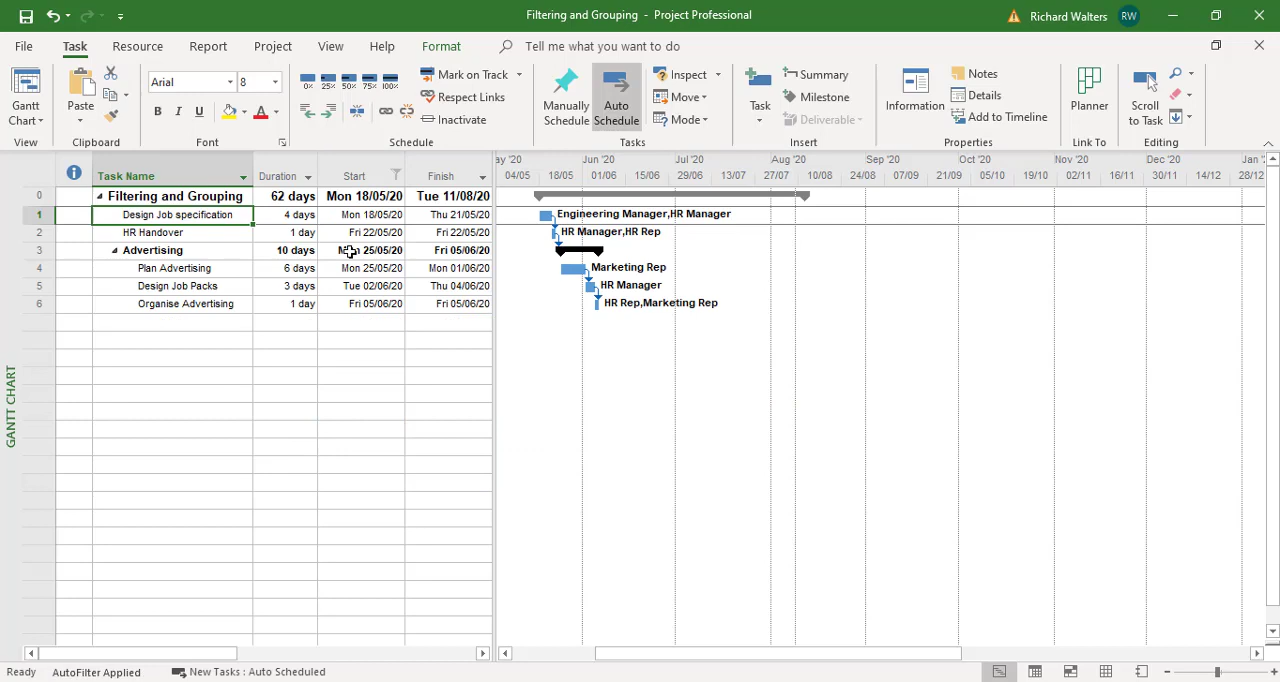 Filtering and Grouping - Project Professional
Richard Walters RW
File Task Resource Report Project View Help Format Tell me what you want to do
Gantt Chart
View
Paste
Clipboard
Arial 8
B I U A
Font
0% 25% 50% 75% 100%
Mark on Track
Respect Links
Inactivate
Schedule
Manually Schedule
Auto Schedule
Inspect
Move
Mode
Tasks
Task
Summary
Milestone
Deliverable
Insert
Information
Notes
Details
Add to Timeline
Properties
Planner
Link To
Scroll to Task
Editing
Task Name Duration Start Finish
0 Filtering and Grouping 62 days Mon 18/05/20 Tue 11/08/20
1 Design Job specification 4 days Mon 18/05/20 Thu 21/05/20
2 HR Handover 1 day Fri 22/05/20 Fri 22/05/20
3 Advertising 10 days 25/05/20 Fri 05/06/20
4 Plan Advertising 6 days Mon 25/05/20 Mon 01/06/20
5 Design Job Packs 3 days Tue 02/06/20 Thu 04/06/20
6 Organise Advertising 1 day Fri 05/06/20 Fri 05/06/20
GANTT CHART
y '20 Jun '20 Jul '20 Aug '20 Sep '20 Oct '20 Nov '20 Dec '20 Jan '
04/05 18/05 01/06 15/06 29/06 13/07 27/07 10/08 24/08 07/09 21/09 05/10 19/10 02/11 16/11 30/11 14/12 28/12
Engineering Manager,HR Manager
HR Manager,HR Rep
Marketing Rep
HR Manager
HR Rep,Marketing Rep
Ready AutoFilter Applied New Tasks : Auto Scheduled